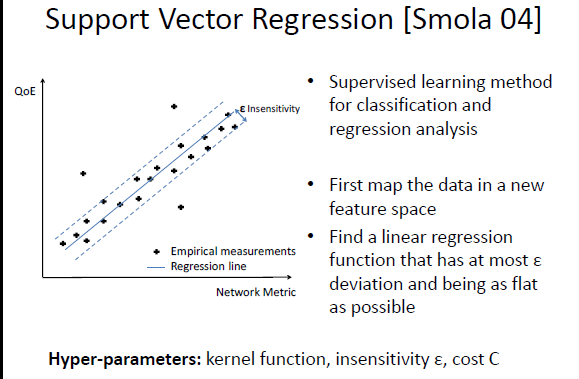 Support Vector Regression [Smola 04]
QoE
ε Insensitivity
Empirical measurements
Regression line
Network Metric
• Supervised learning method
for classification and
regression analysis
• First map the data in a new
feature space
• Find a linear regression
function that has at most ε
deviation and being as flat
as possible
Hyper-parameters: kernel function, insensitivity ε, cost C